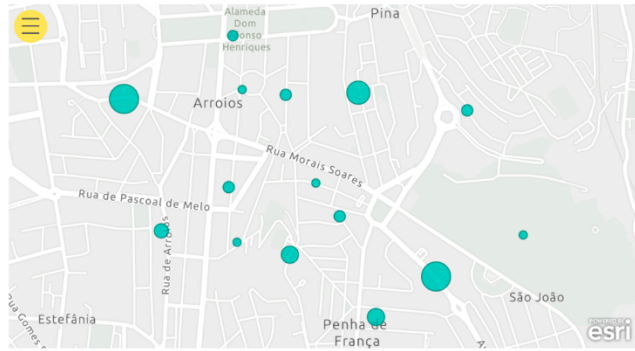 Pina
Alameda
Dom
Afonso
Henriques
Arroios
Rua Morais Soares
Rua de Pascoal de Melo
Rua de Arroios
São João
Estefânia
Penha de
França
Rua Gomes
esri